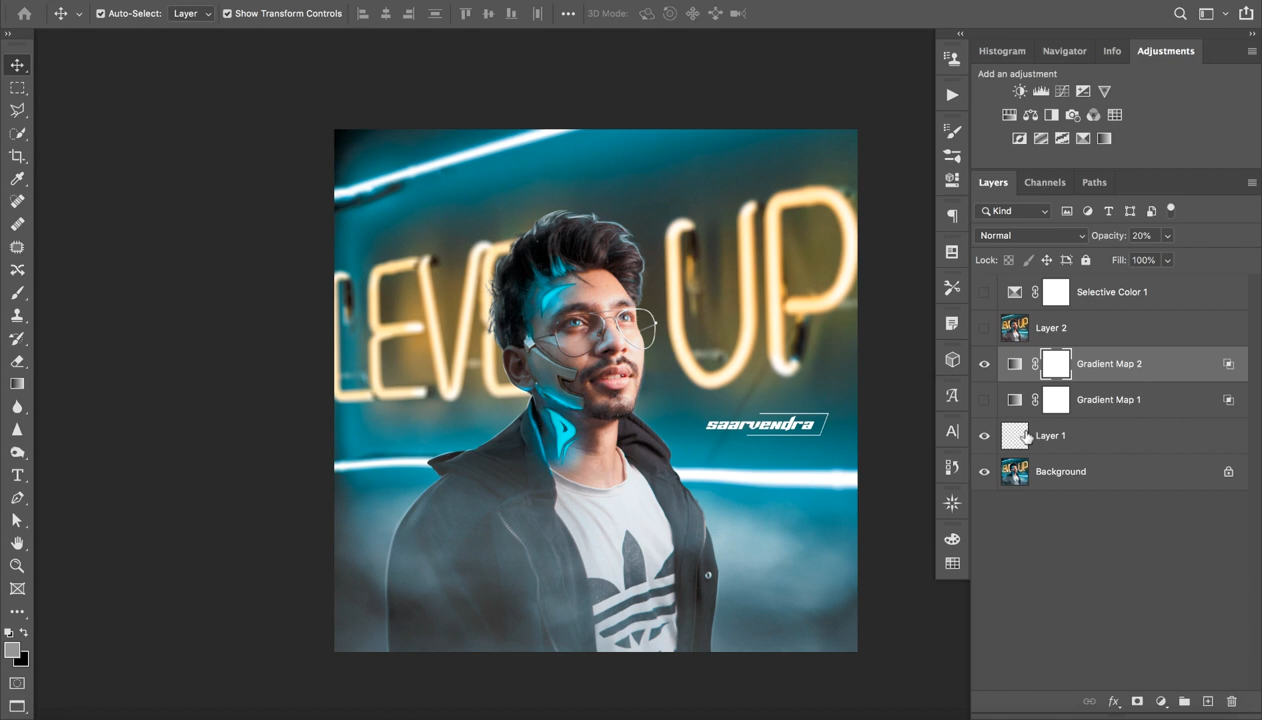 Auto-Select: Layer Show Transform Controls 3D Mode:
Histogram Navigator Info Adjustments
Add an adjustment
Layers Channels Paths
Kind
Normal Opacity: 20%
Lock: Fill: 100%
Selective Color 1
Layer 2
Gradient Map 2
Gradient Map 1
Layer 1
Background
LEVE UP
saarvendra